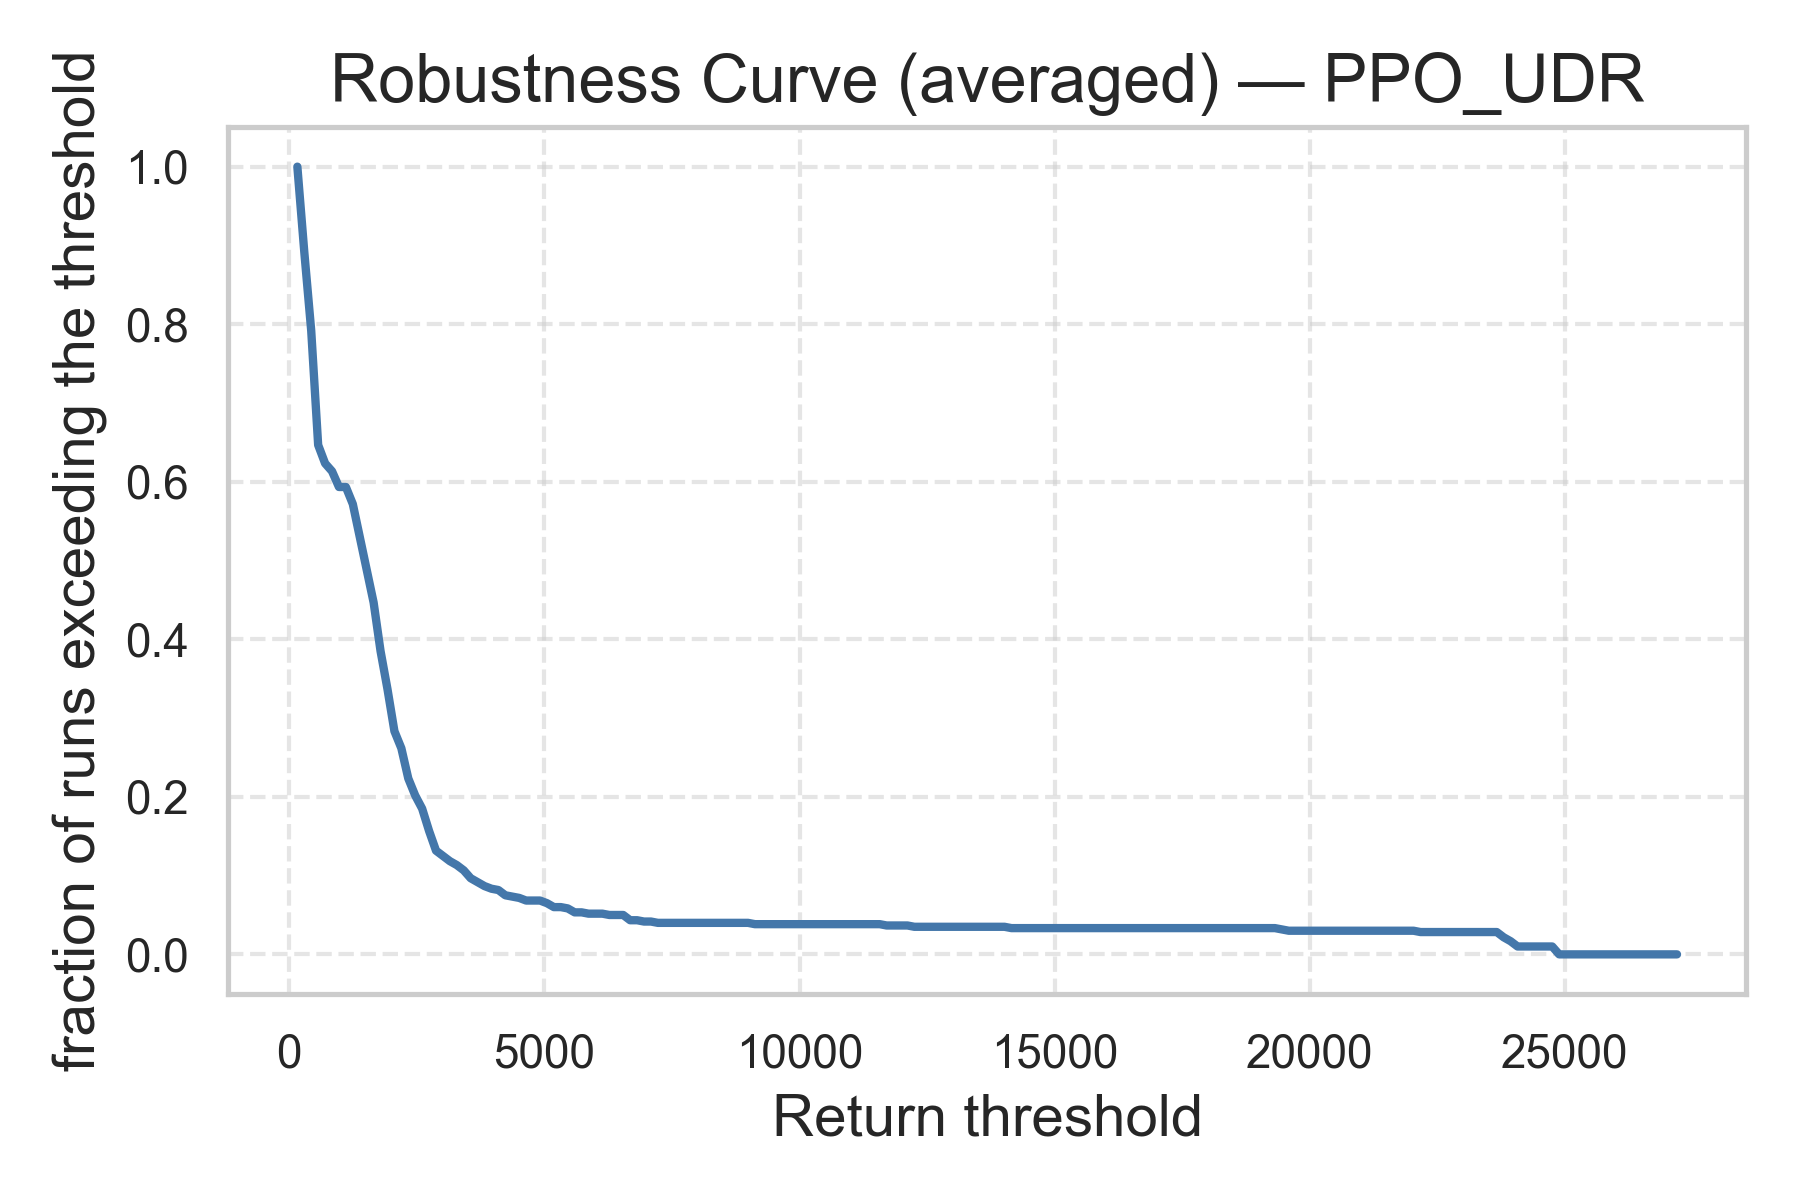 Robustness Curve (averaged) — PPO_UDR
fraction of runs exceeding the threshold
1.0
0.8
0.6
0.4
0.2
0.0
0 5000 10000 15000 20000 25000
Return threshold